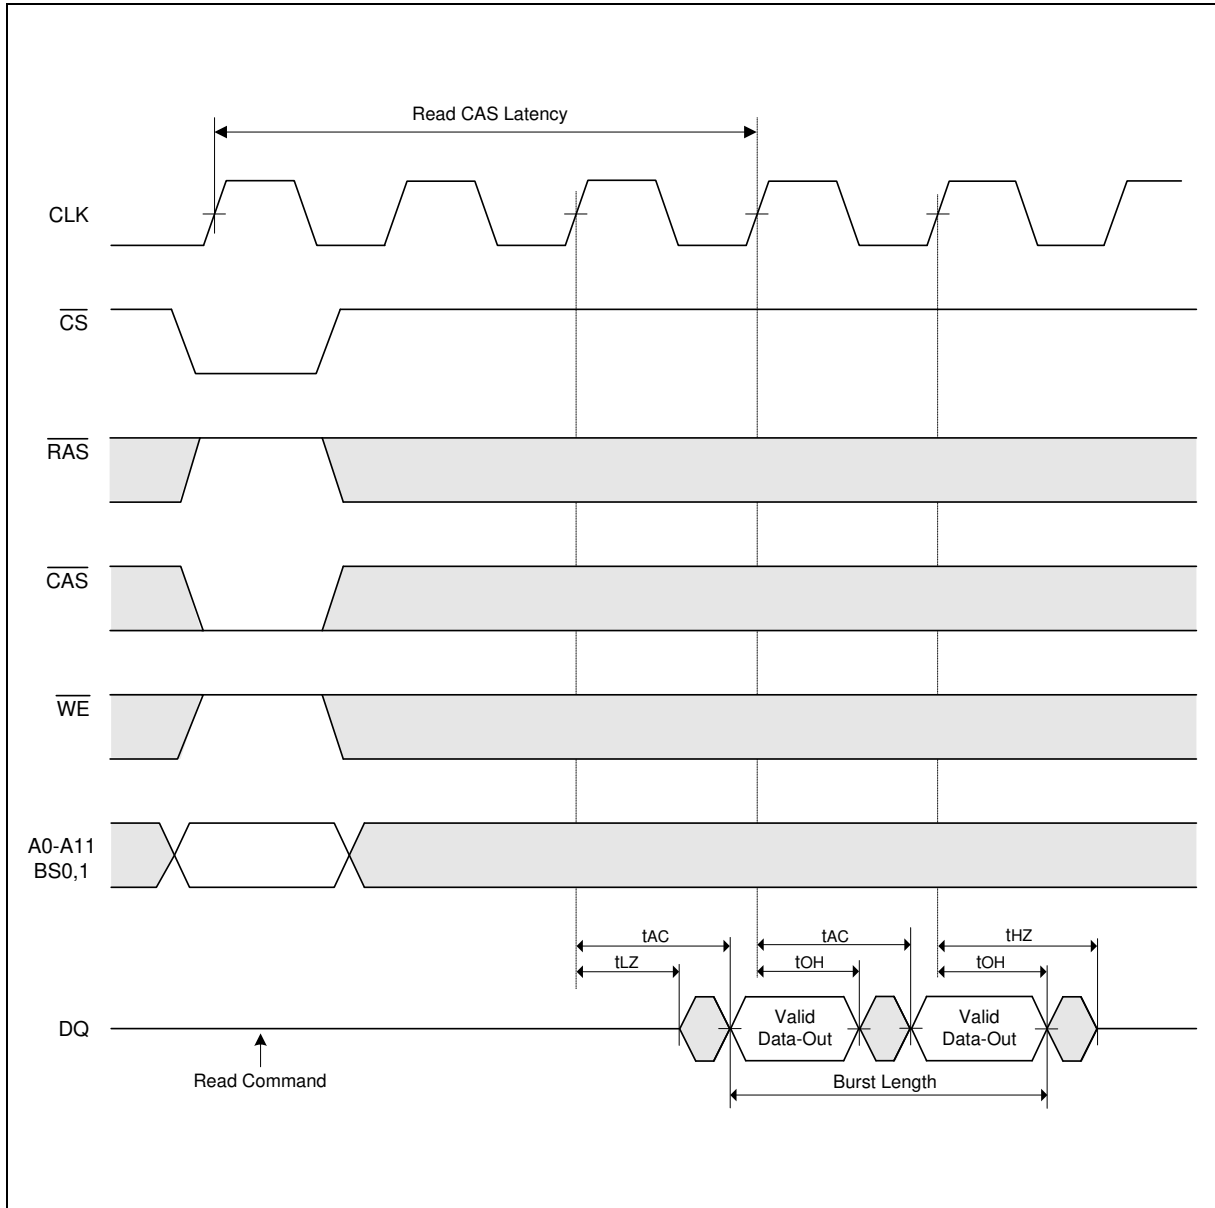 Read CAS Latency
CLK
CS
RAS
CAS
WE
A0-A11
BS0,1
tAC
tAC
tHZ
tLZ
tOH
tOH
DQ
Valid
Data-Out
Valid
Data-Out
Read Command
Burst Length